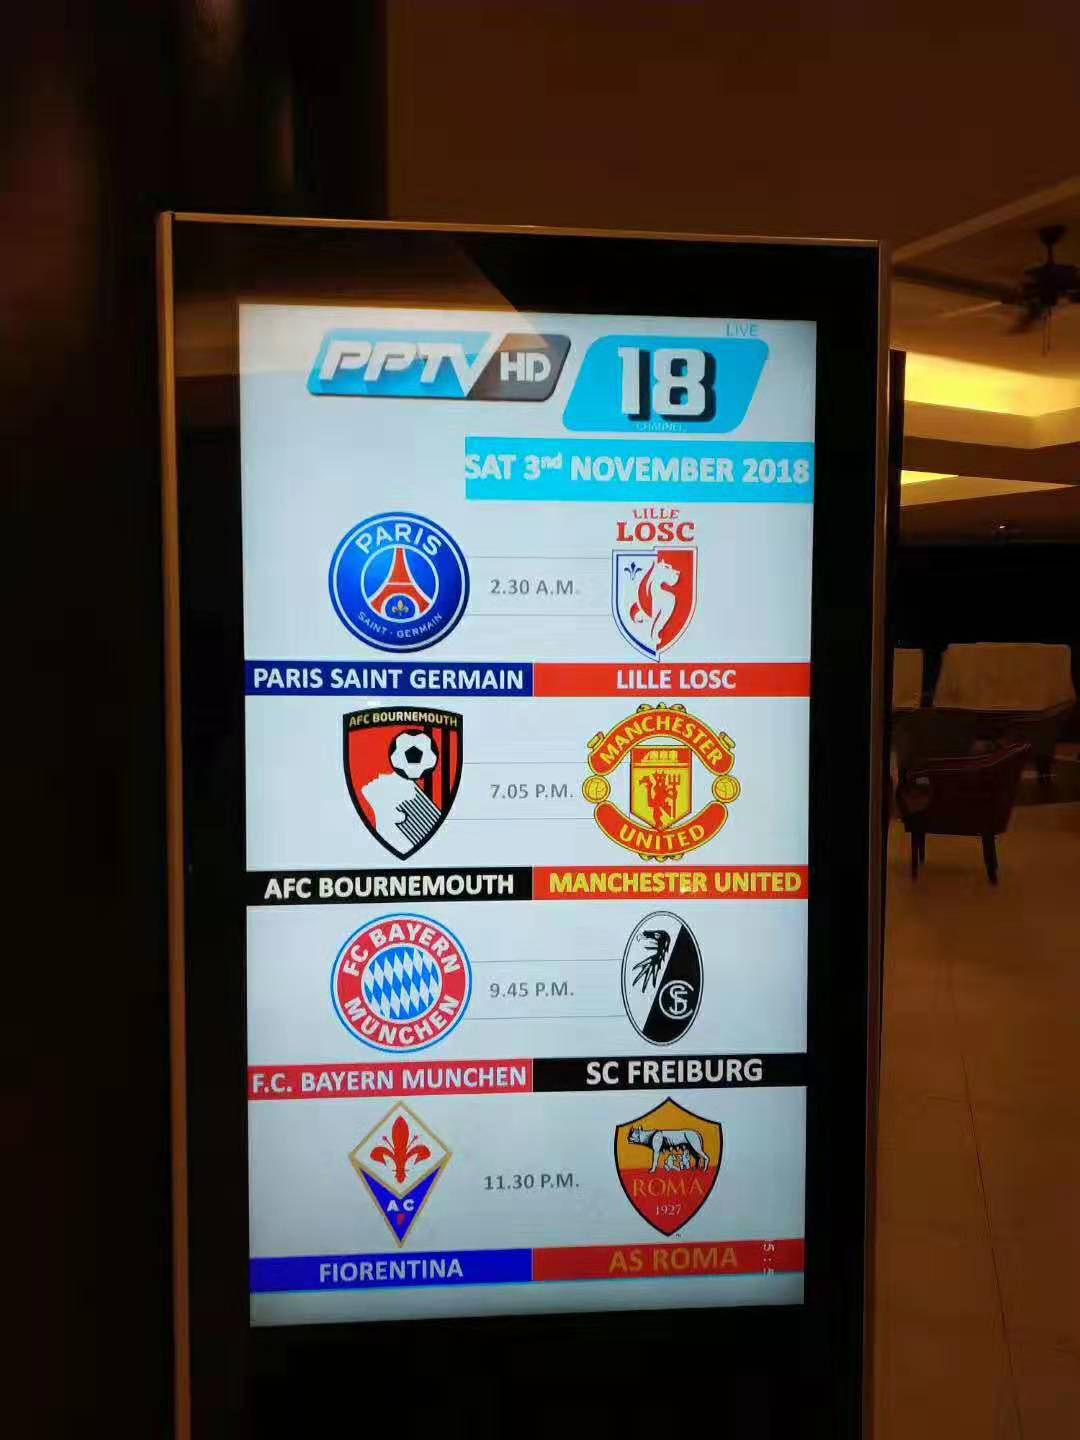 LIVE
PPTV HD 18
CHANNEL
SAT 3nd NOVEMBER 2018
PARIS
SAINT-GERMAIN
LILLE
LOSC
2.30 A.M.
PARIS SAINT GERMAIN LILLE LOSC
AFC BOURNEMOUTH
MANCHESTER
UNITED
7.05 P.M.
AFC BOURNEMOUTH MANCHESTER UNITED
FC BAYERN
MÜNCHEN
9.45 P.M.
SCF
F.C. BAYERN MUNCHEN SC FREIBURG
AC
F
11.30 P.M.
ROMA
1927
FIORENTINA AS ROMA